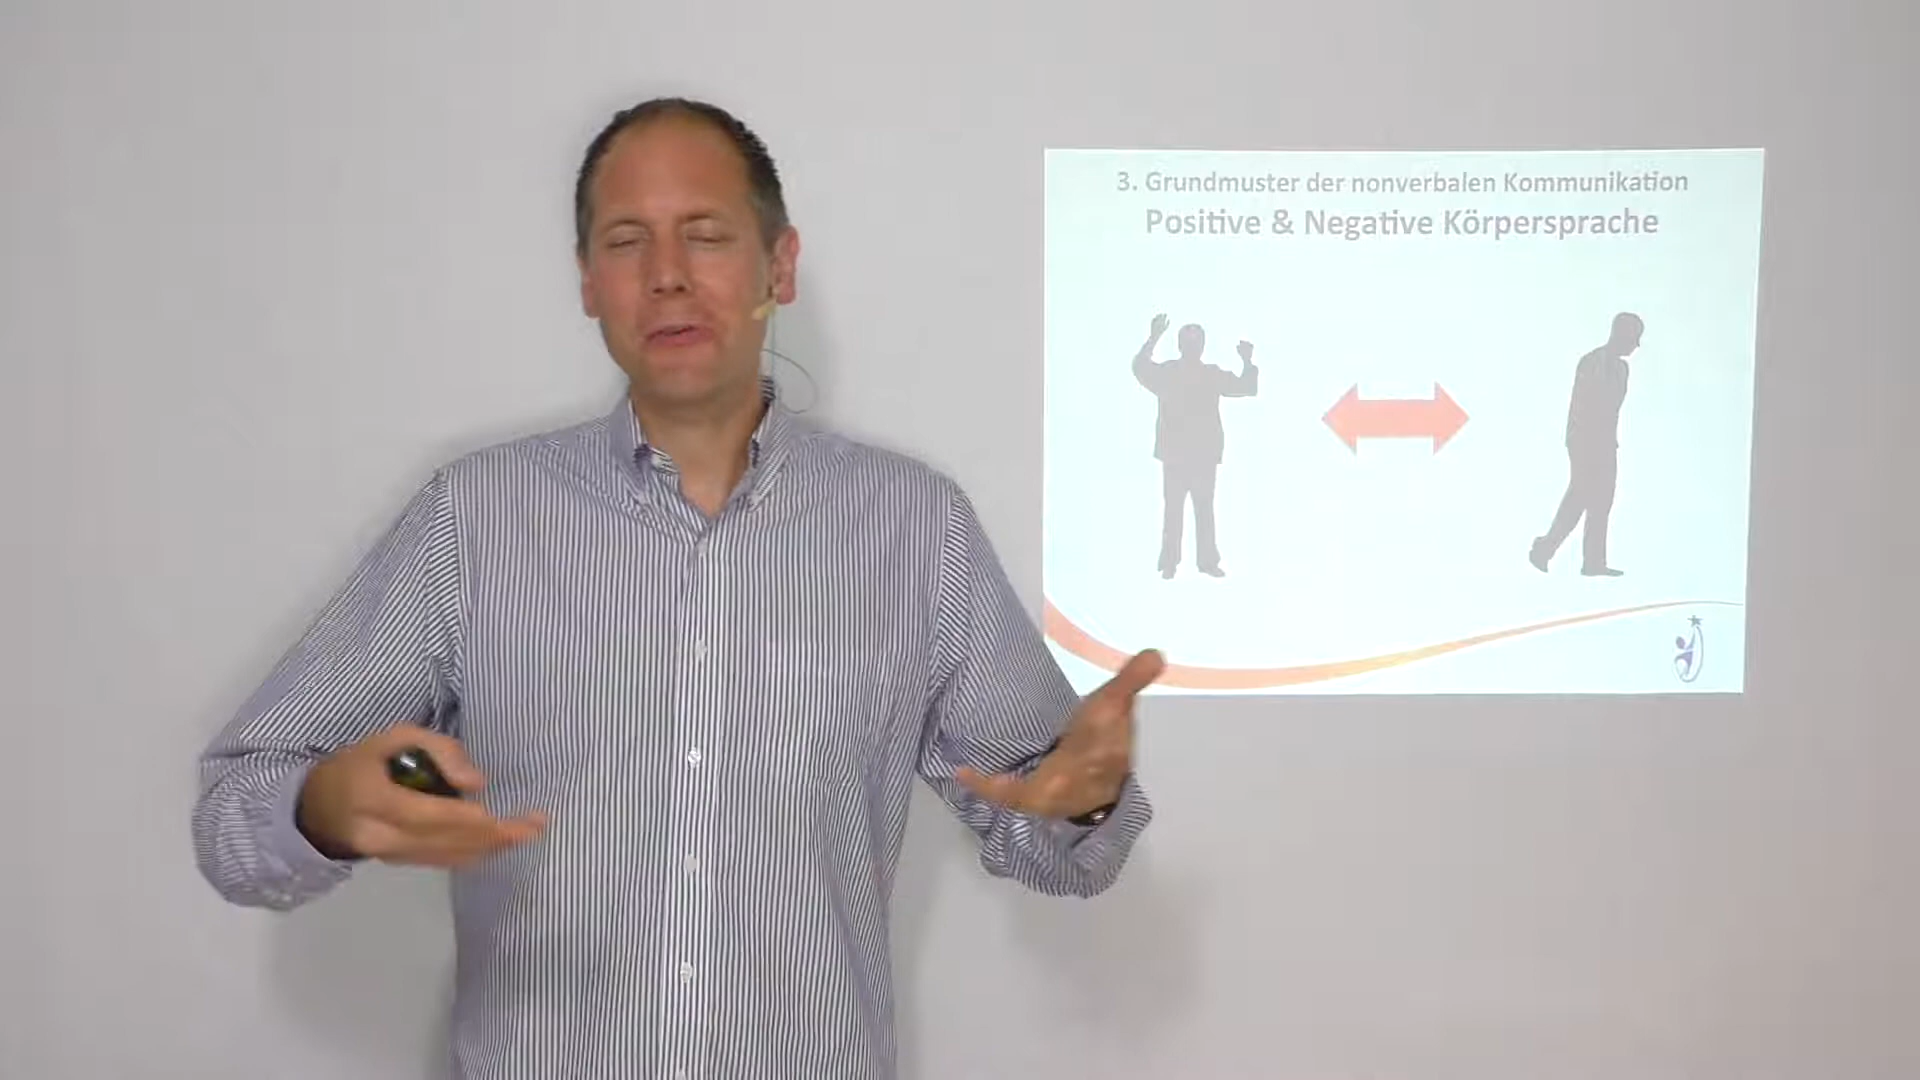 3. Grundmuster der nonverbalen Kommunikation
Positive & Negative Körpersprache